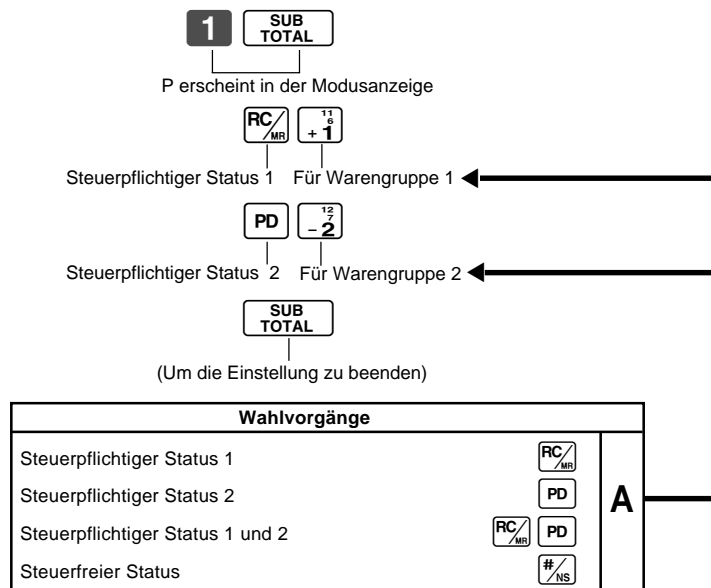 1 SUB TOTAL
P erscheint in der Modusanzeige
RC/MR 11 6 +1
Steuerpflichtiger Status 1 Für Warengruppe 1
PD 12 7 –2
Steuerpflichtiger Status 2 Für Warengruppe 2
SUB TOTAL
(Um die Einstellung zu beenden)
Wahlvorgänge
Steuerpflichtiger Status 1 RC/MR
Steuerpflichtiger Status 2 PD
A
Steuerpflichtiger Status 1 und 2 RC/MR PD
Steuerfreier Status #/NS